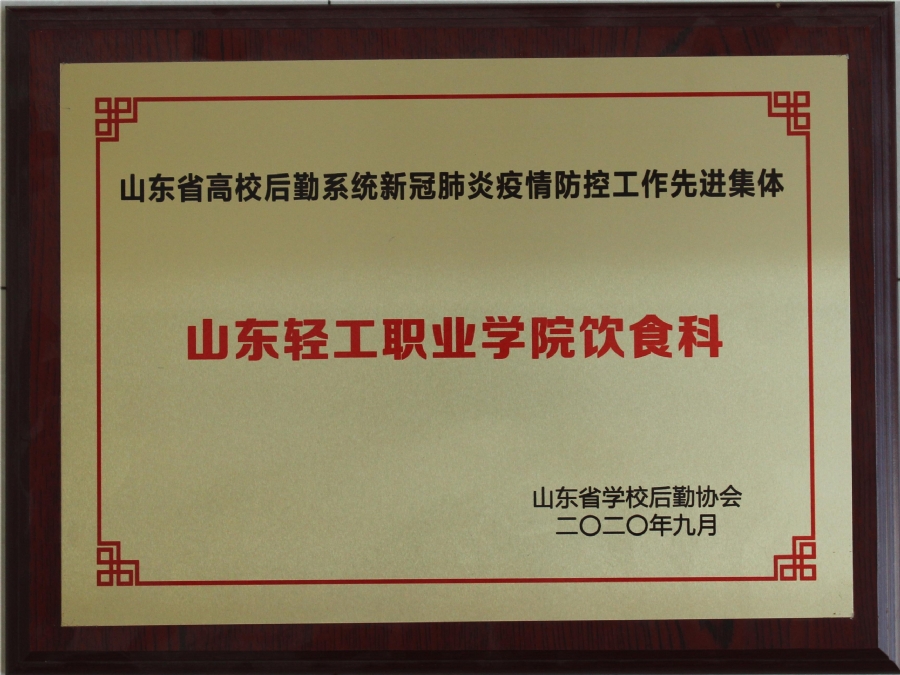 山东省高校后勤系统新冠肺炎疫情防控工作先进集体
山东轻工职业学院饮食科
山东省学校后勤协会
二〇二〇年九月